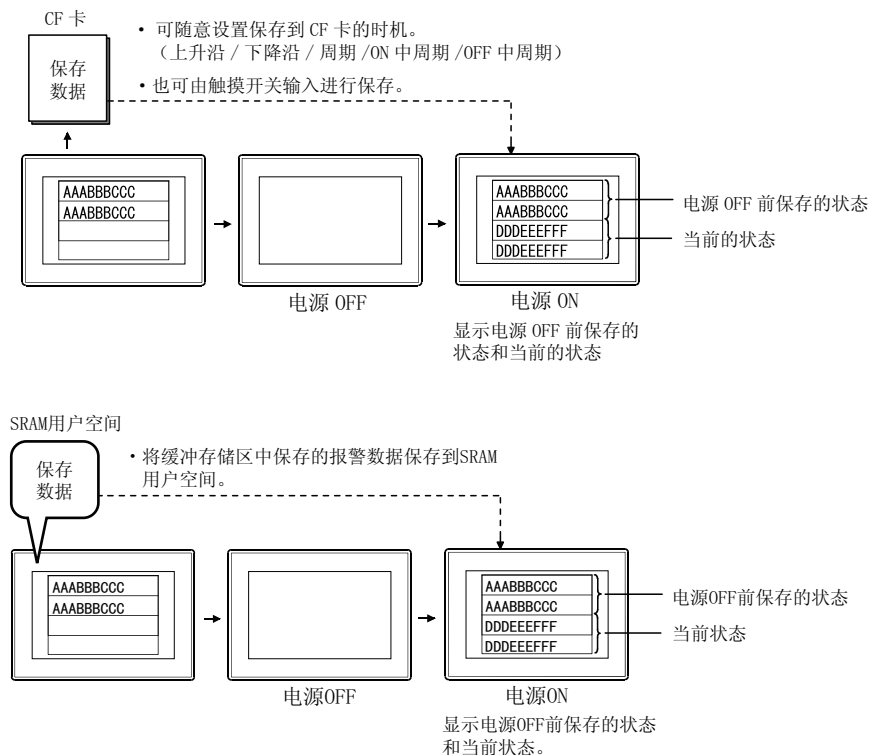 CF 卡
保存
数据
• 可随意设置保存到 CF 卡的时机。
（上升沿 / 下降沿 / 周期 /ON 中周期 /OFF 中周期）
• 也可由触摸开关输入进行保存。
AAABBBCCC
AAABBBCCC
电源 OFF
AAABBBCCC
AAABBBCCC
DDDEEEFFF
DDDEEEFFF
电源 OFF 前保存的状态
当前的状态
电源 ON
显示电源 OFF 前保存的
状态和当前的状态
SRAM用户空间
保存
数据
• 将缓冲存储区中保存的报警数据保存到SRAM
用户空间。
AAABBBCCC
AAABBBCCC
电源OFF
AAABBBCCC
AAABBBCCC
DDDEEEFFF
DDDEEEFFF
电源OFF前保存的状态
当前状态
电源ON
显示电源OFF前保存的状态
和当前状态。